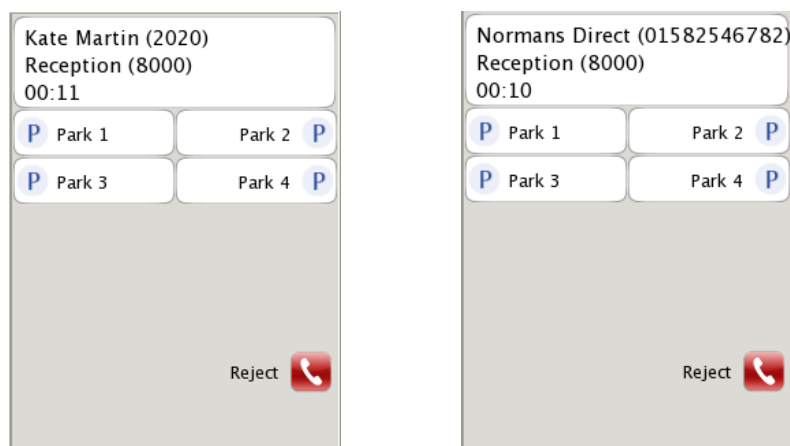 Kate Martin (2020)
Reception (8000)
00:11
P Park 1
Park 2 P
P Park 3
Park 4 P
Reject
Normans Direct (01582546782)
Reception (8000)
00:10
P Park 1
Park 2 P
P Park 3
Park 4 P
Reject